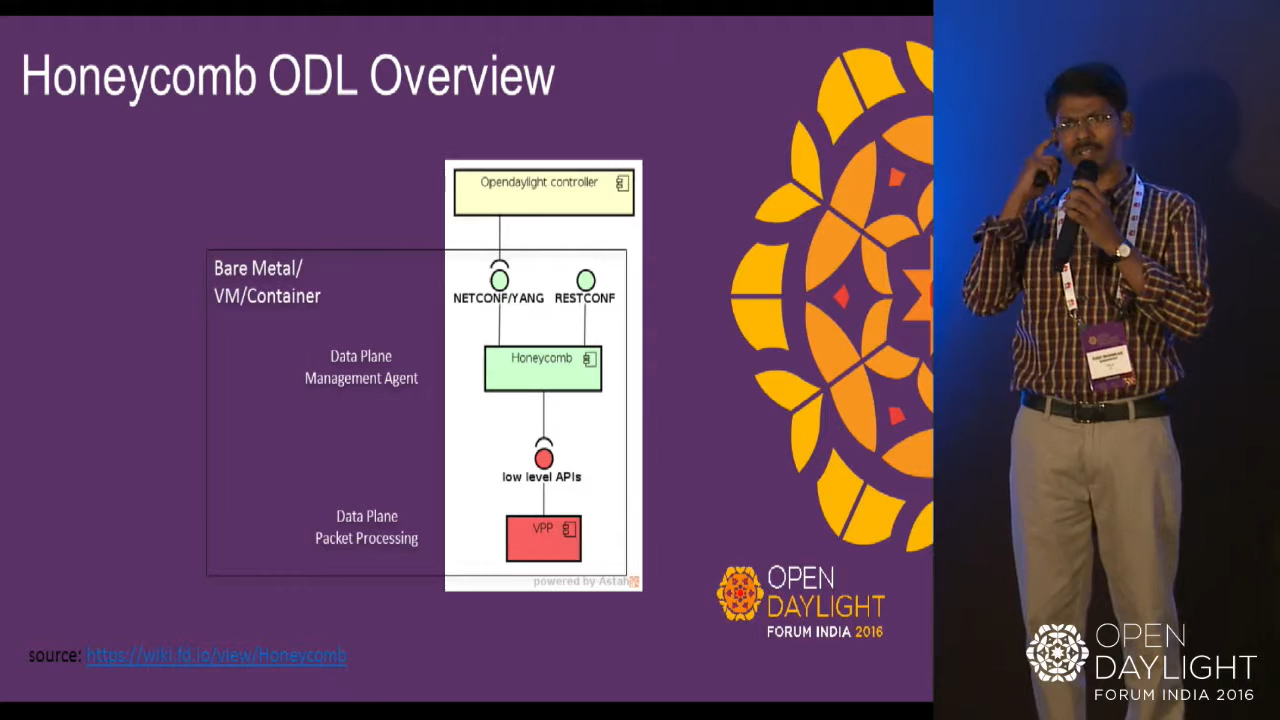 Honeycomb ODL Overview
Opendaylight controller
Bare Metal/
VM/Container
NETCONF/YANG
RESTCONF
Data Plane
Management Agent
Honeycomb
low level APIs
Data Plane
Packet Processing
VPP
powered by Astah
source: https://wiki.fd.io/view/Honeycomb
OPEN
DAYLIGHT
FORUM INDIA 2016
OPEN
DAYLIGHT
FORUM INDIA 2016